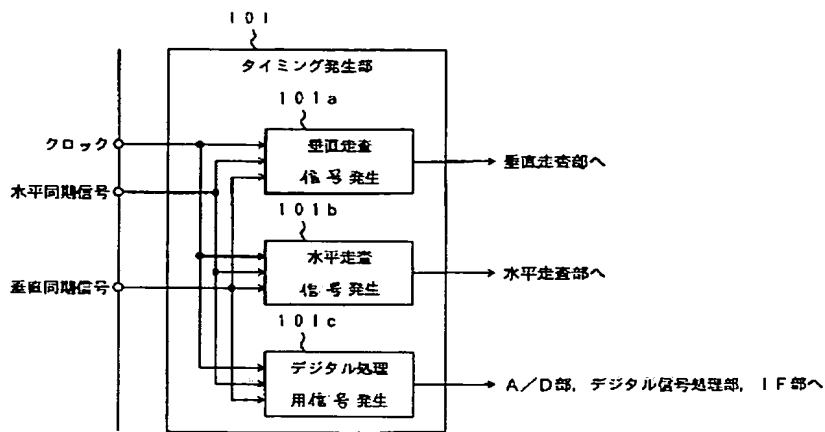 101
タイミング発生部
101a
クロック
垂直走査
信号発生
垂直走査部へ
水平同期信号
101b
水平走査
信号発生
水平走査部へ
垂直同期信号
101c
デジタル処理
用信号発生
A/D部,デジタル信号処理部,IF部へ